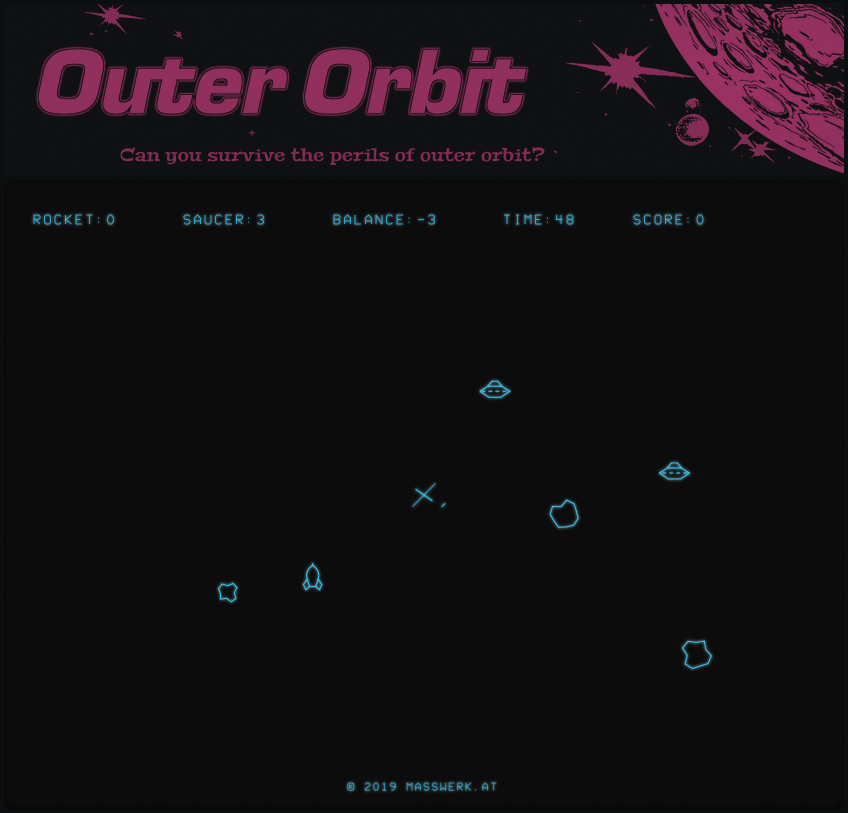 Outer Orbit
Can you survive the perils of outer orbit?
ROCKET:0 SAUCER:3 BALANCE:-3 TIME:48 SCORE:0
© 2019 MASSWERK.AT